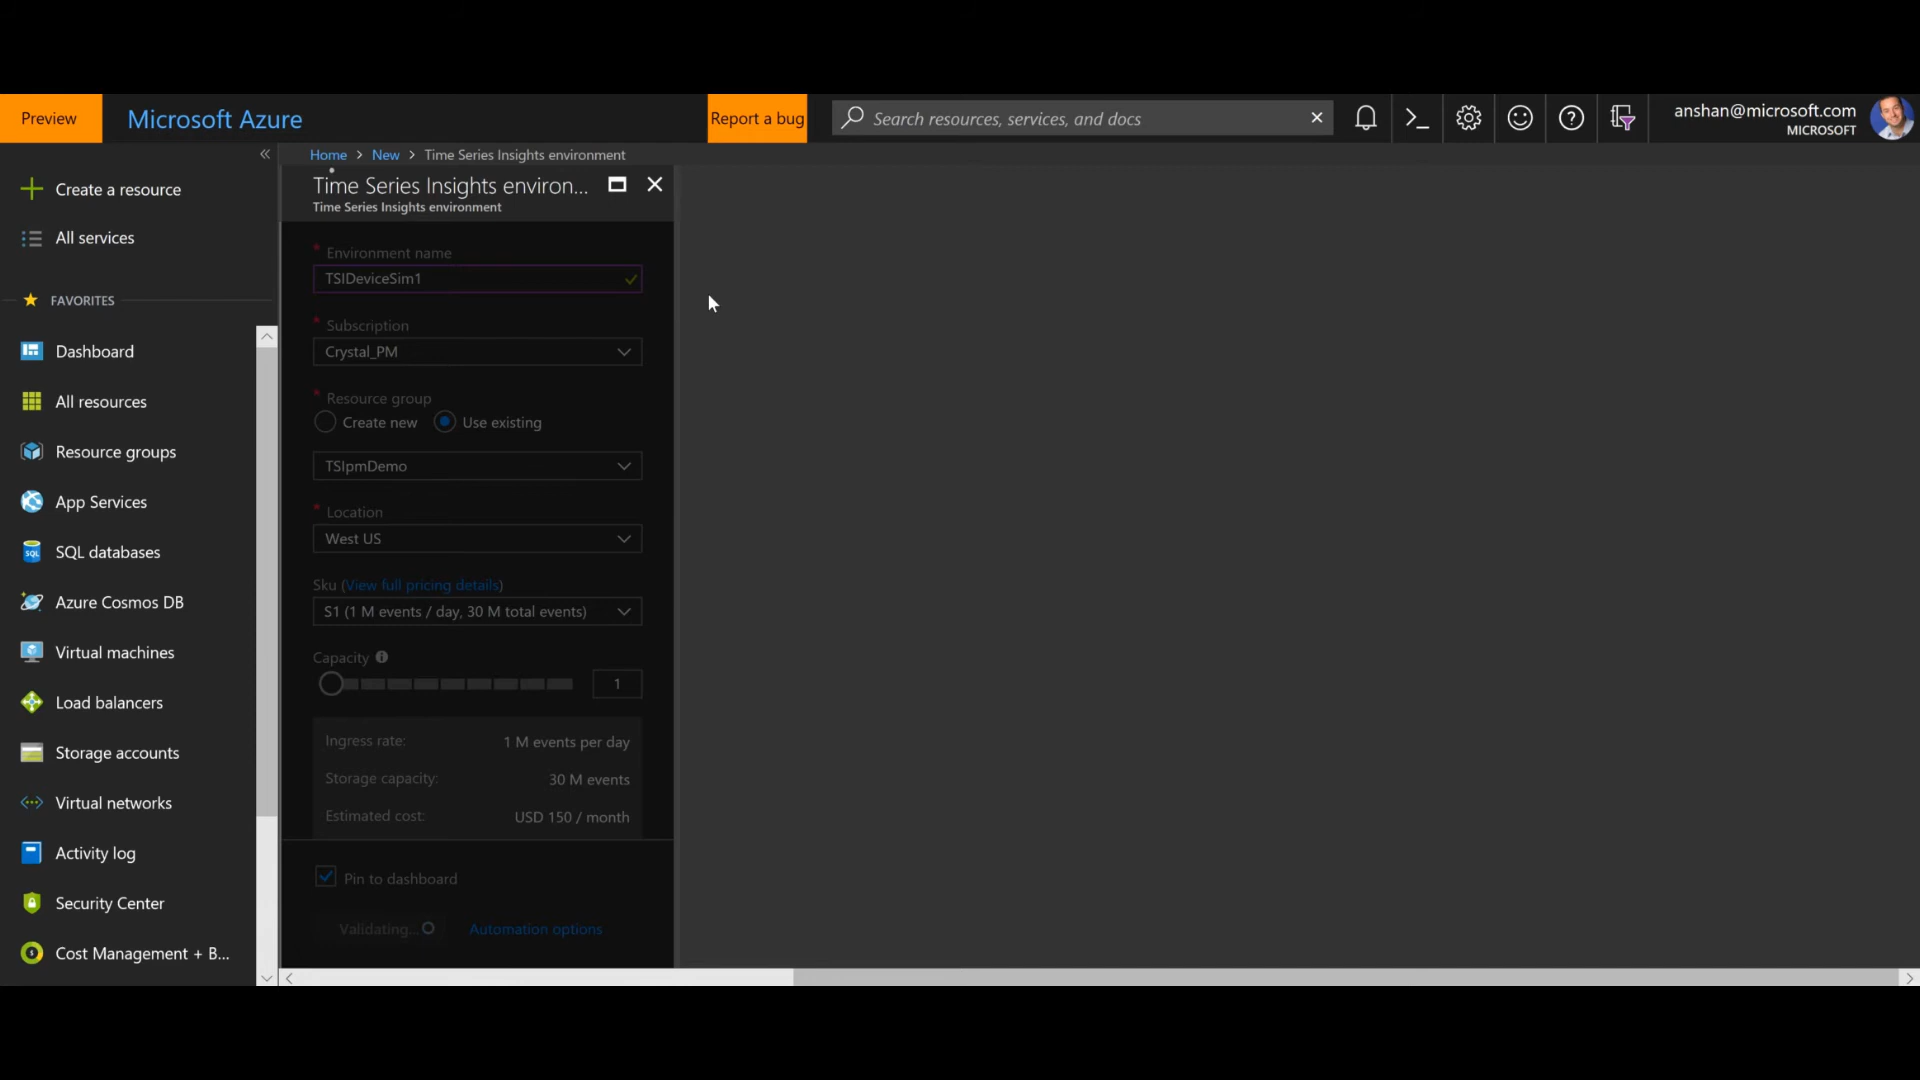 Preview
Microsoft Azure
Report a bug
Search resources, services, and docs
anshan@microsoft.com
MICROSOFT
Home > New > Time Series Insights environment
Create a resource
All services
FAVORITES
Dashboard
All resources
Resource groups
App Services
SQL databases
Azure Cosmos DB
Virtual machines
Load balancers
Storage accounts
Virtual networks
Activity log
Security Center
Cost Management + B...
Time Series Insights environ...
Time Series Insights environment
* Environment name
TSIDeviceSim1
* Subscription
Crystal_PM
* Resource group
Create new Use existing
TSIpmDemo
* Location
West US
Sku (View full pricing details)
S1 (1 M events / day, 30 M total events)
Capacity
1
Ingress rate: 1 M events per day
Storage capacity: 30 M events
Estimated cost: USD 150 / month
Pin to dashboard
Validating... Automation options